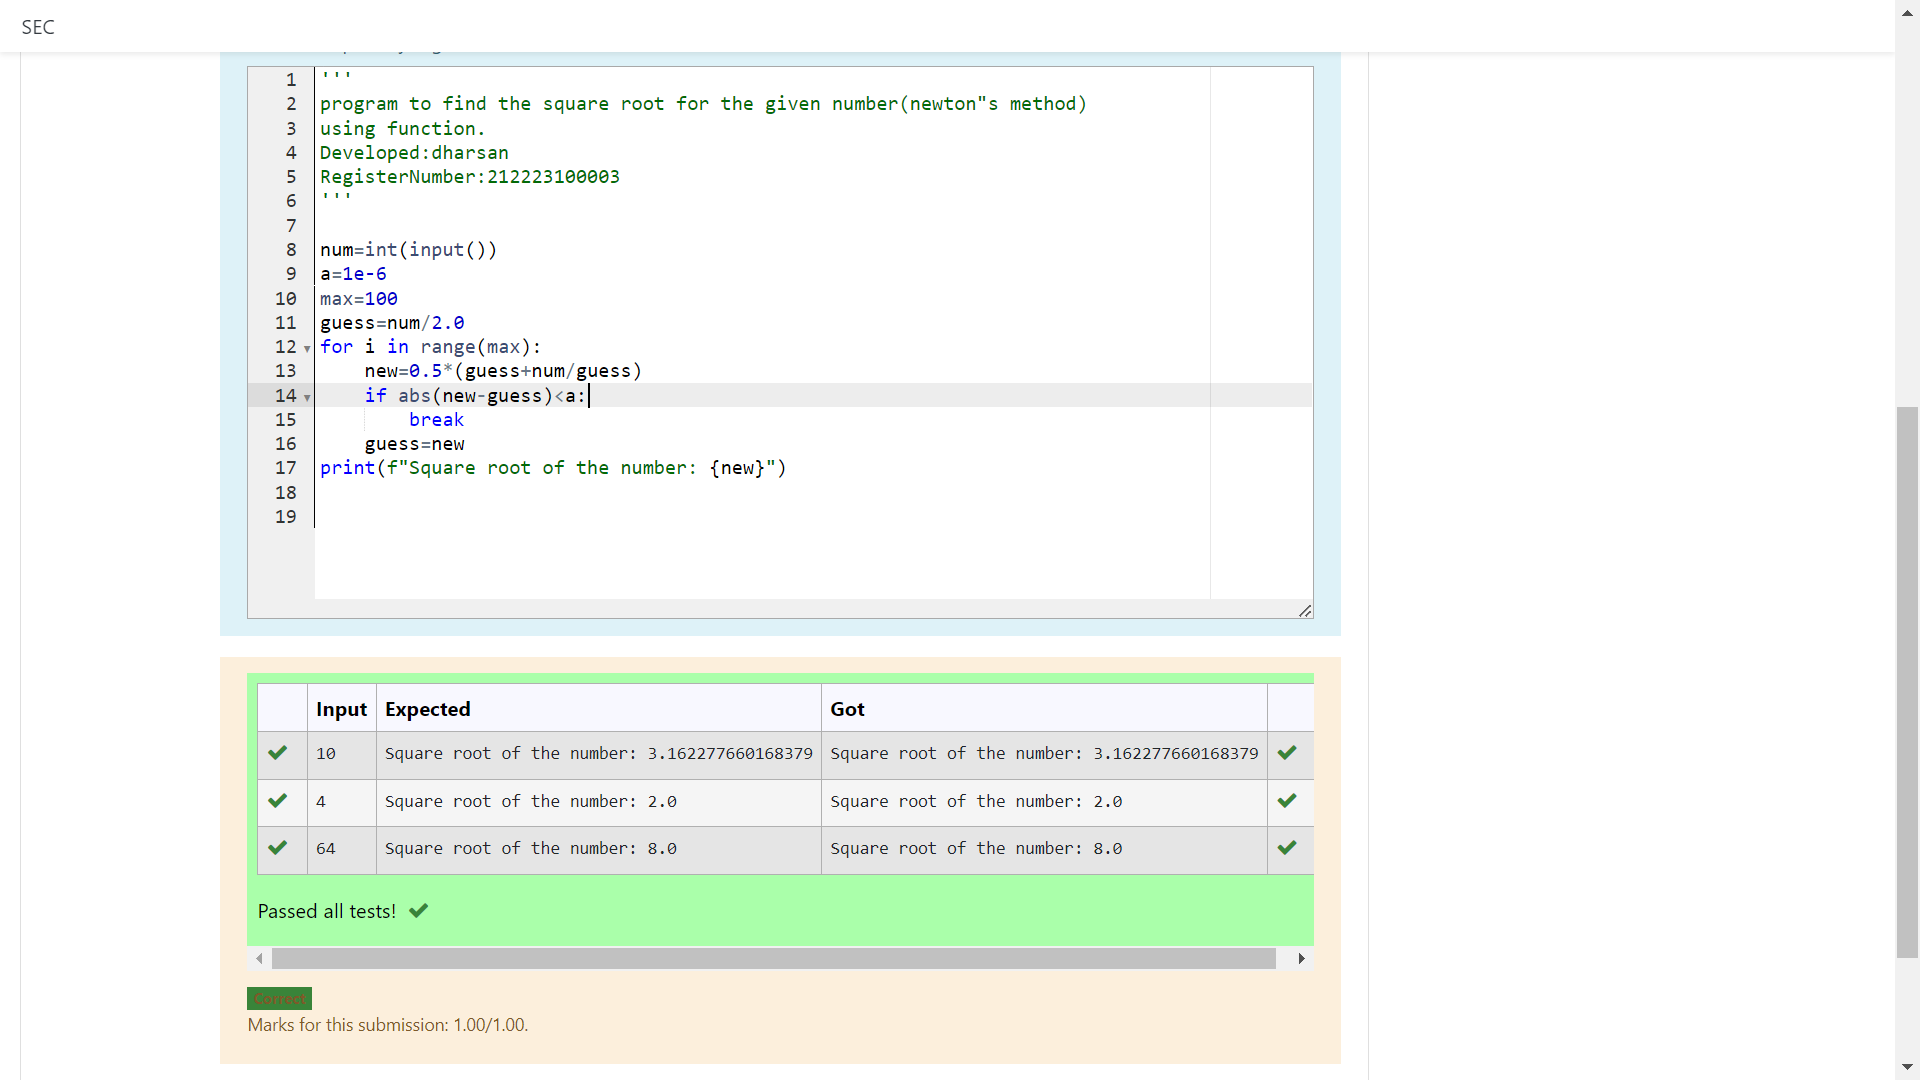 SEC
1 '''
2 program to find the square root for the given number(newton"s method)
3 using function.
4 Developed:dharsan
5 RegisterNumber:212223100003
6 '''
7
8 num=int(input())
9 a=1e-6
10 max=100
11 guess=num/2.0
12 for i in range(max):
13     new=0.5*(guess+num/guess)
14     if abs(new-guess)<a:
15         break
16     guess=new
17 print(f"Square root of the number: {new}")
18
19
Input Expected Got
10 Square root of the number: 3.162277660168379 Square root of the number: 3.162277660168379
4 Square root of the number: 2.0 Square root of the number: 2.0
64 Square root of the number: 8.0 Square root of the number: 8.0
Passed all tests!
Correct
Marks for this submission: 1.00/1.00.